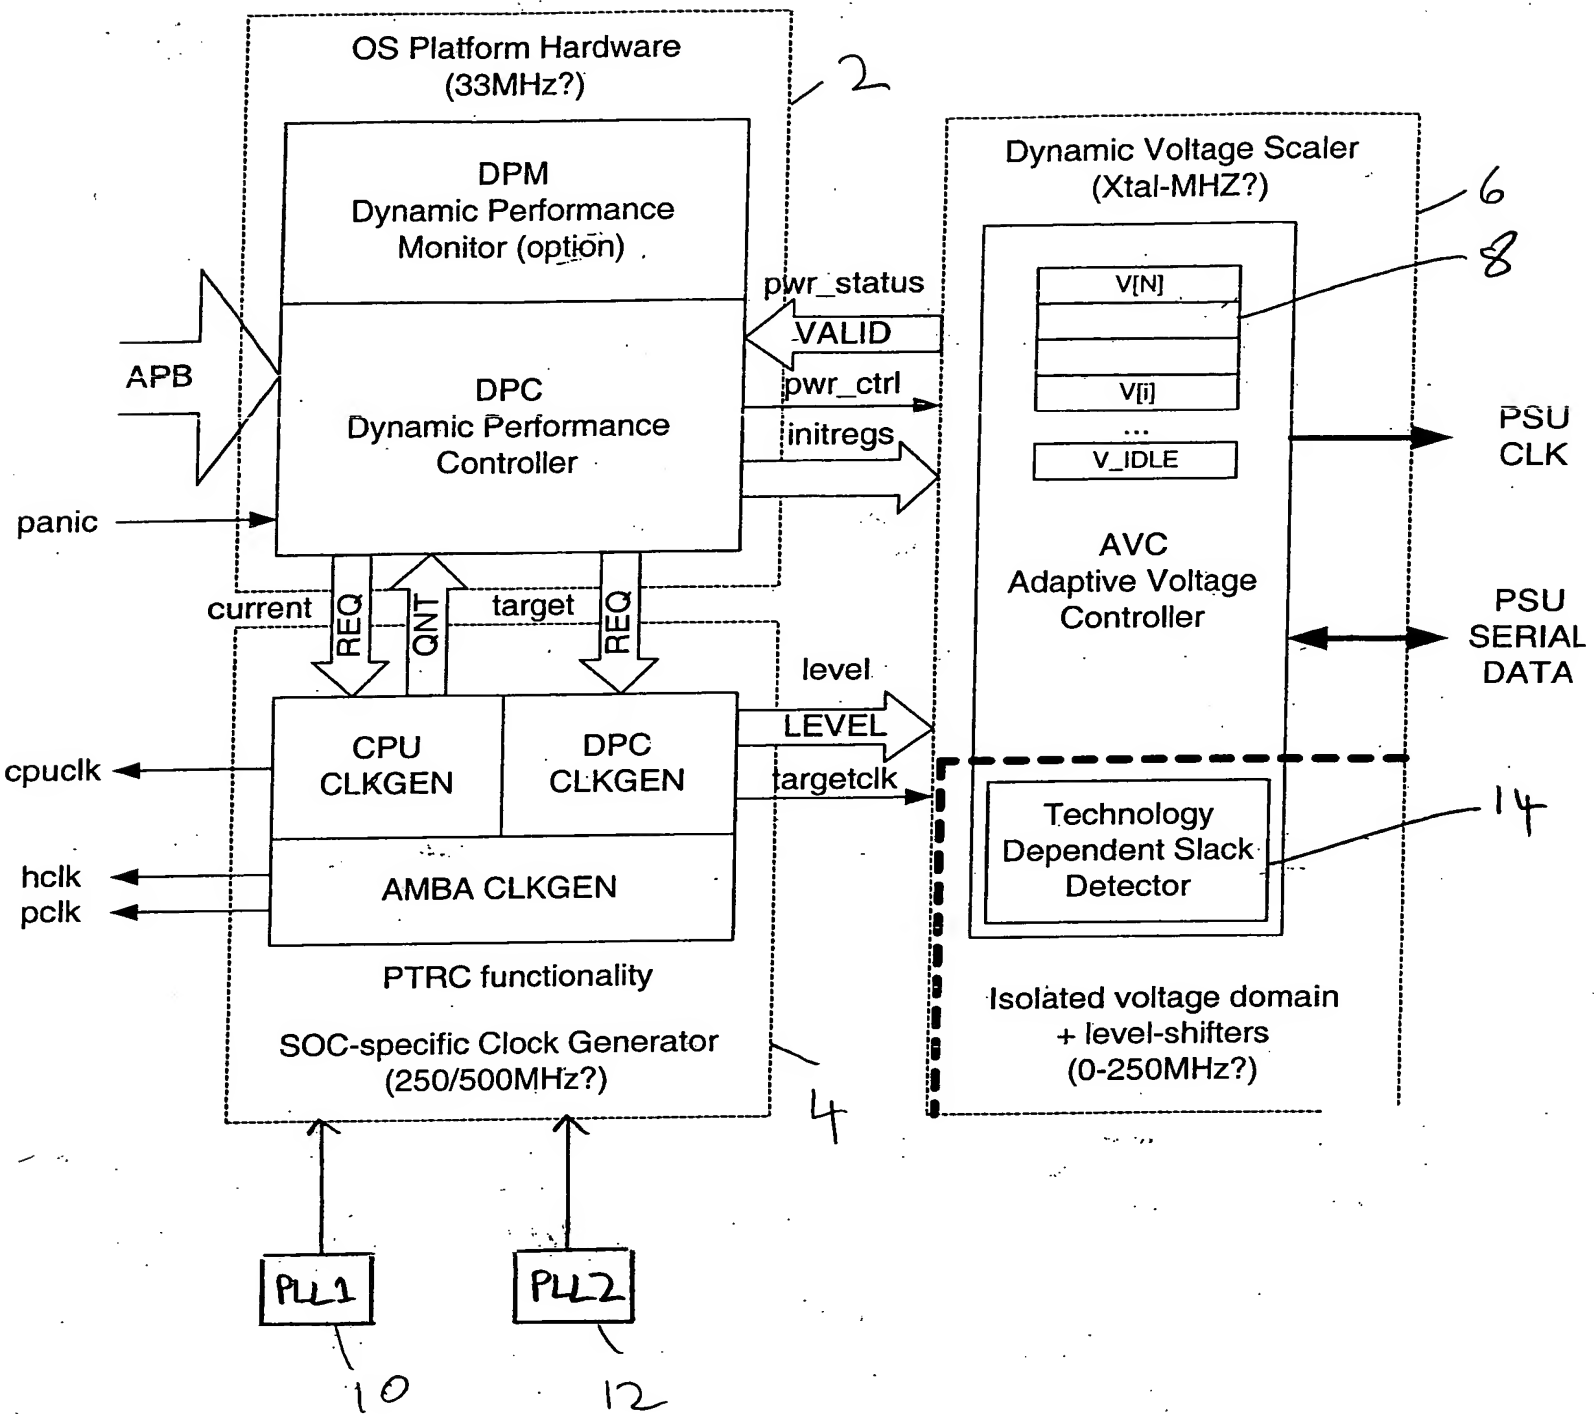 OS Platform Hardware
(33MHz?)
2
DPM
Dynamic Performance
Monitor (option)
APB
DPC
Dynamic Performance
Controller
panic
pwr_status
VALID
pwr_ctrl
initregs
current
REQ
QNT
target
REQ
level
LEVEL
targetclk
CPU
CLKGEN
DPC
CLKGEN
cpuclk
hclk
pclk
AMBA CLKGEN
PTRC functionality
SOC-specific Clock Generator
(250/500MHz?)
4
PLL1
PLL2
10
12
Dynamic Voltage Scaler
(Xtal-MHZ?)
6
8
V[N]
V[i]
...
V_IDLE
AVC
Adaptive Voltage
Controller
PSU
CLK
PSU
SERIAL
DATA
Technology
Dependent Slack
Detector
14
Isolated voltage domain
+ level-shifters
(0-250MHz?)